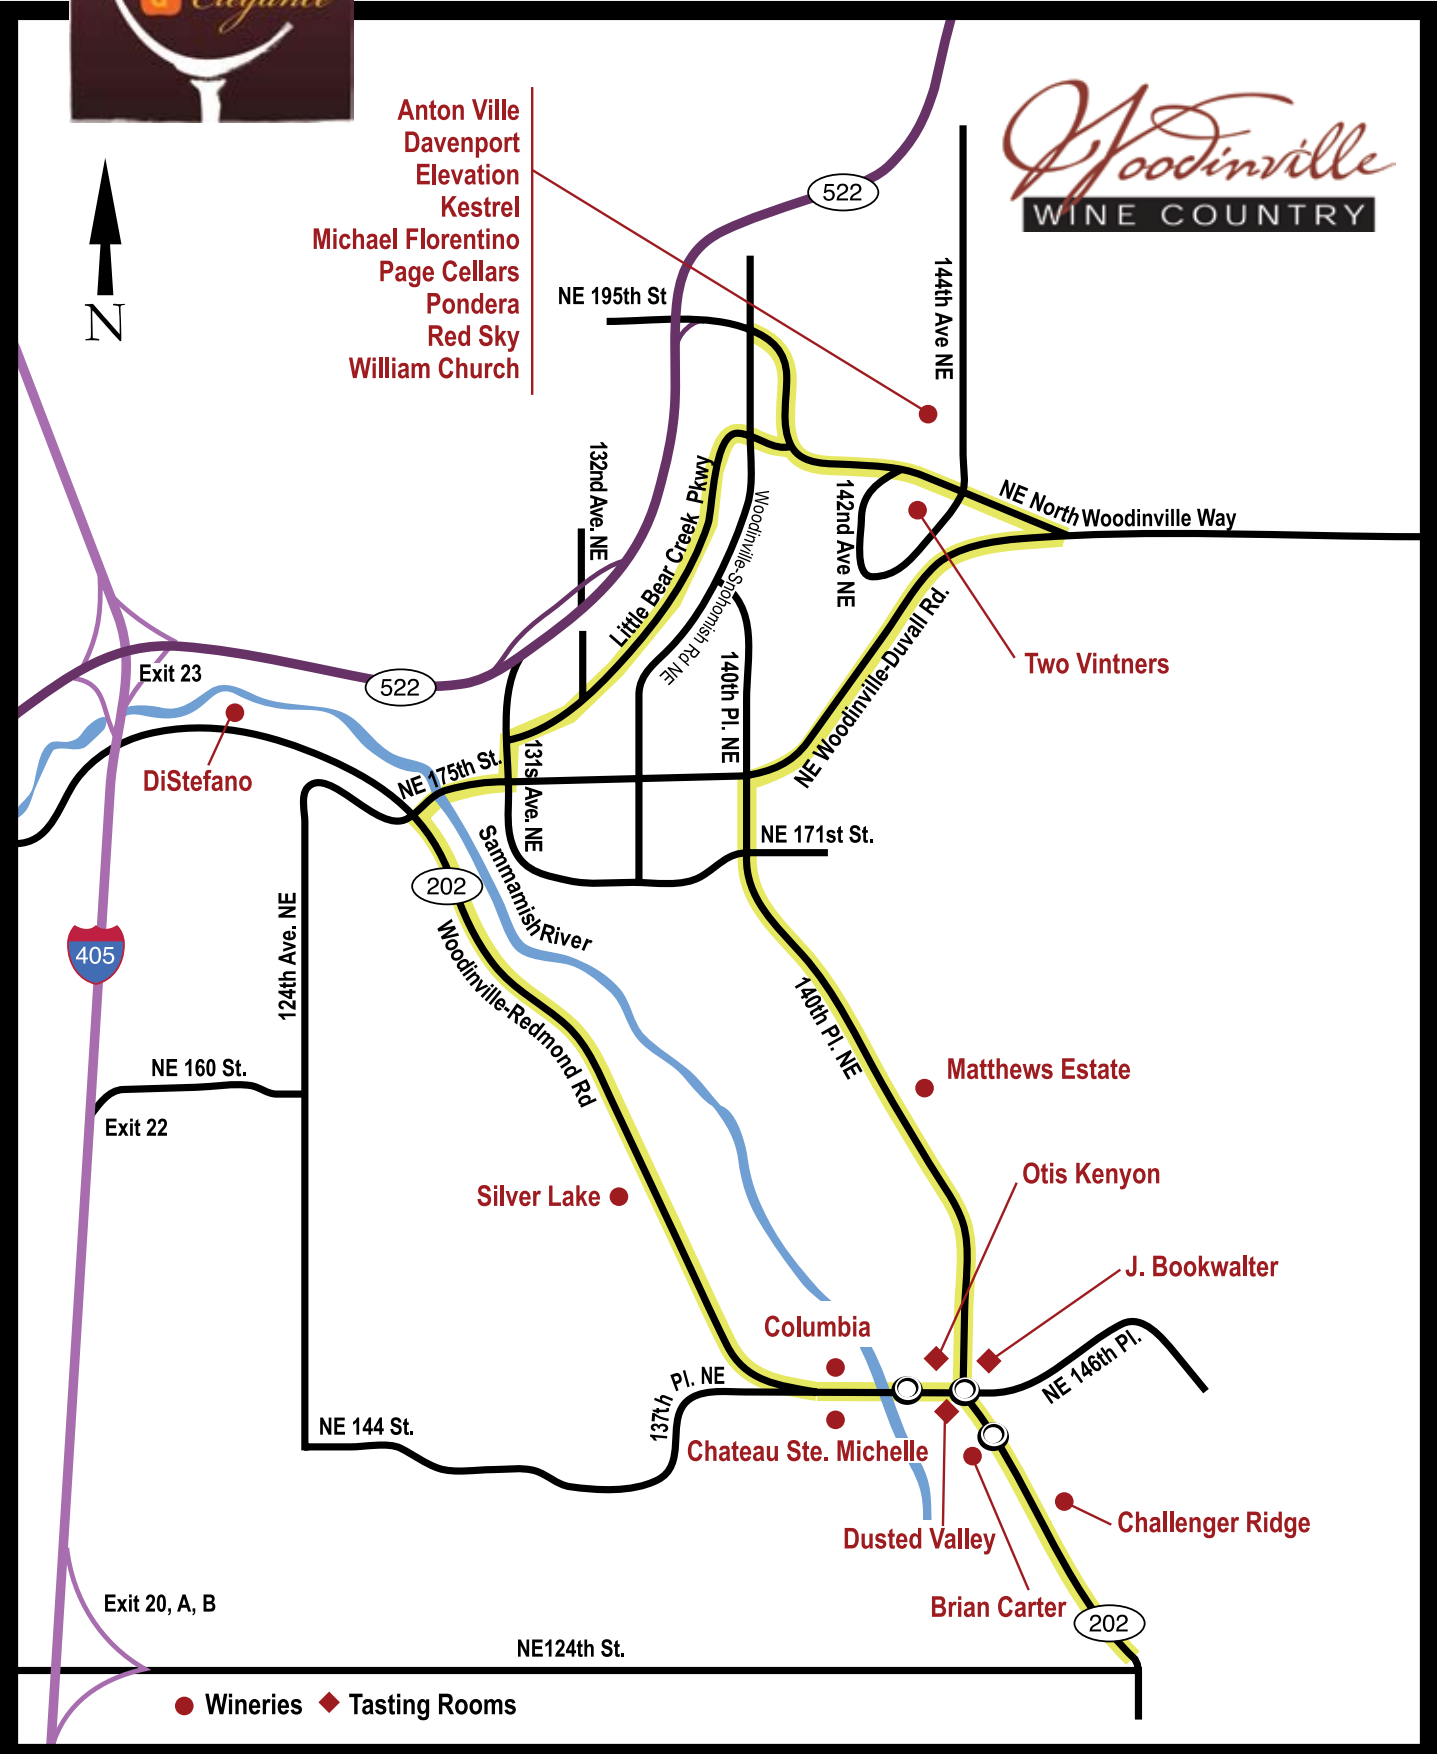 Elegance
Anton Ville
Davenport
Elevation
Kestrel
Michael Florentino
Page Cellars
Pondera
Red Sky
William Church
Woodinville
WINE COUNTRY
N
522
NE 195th St
144th Ave NE
132nd Ave. NE
Little Bear Creek Pkwy
Woodinville-Snohomish Rd NE
142nd Ave NE
NE North Woodinville Way
Two Vintners
140th Pl. NE
NE Woodinville-Duvall Rd.
Exit 23
522
DiStefano
NE 175th St.
131st Ave. NE
NE 171st St.
202
Sammamish River
Woodinville-Redmond Rd
124th Ave. NE
405
140th Pl. NE
NE 160 St.
Exit 22
Matthews Estate
Otis Kenyon
Silver Lake
J. Bookwalter
Columbia
NE 146th Pl.
137th Pl. NE
NE 144 St.
Chateau Ste. Michelle
Dusted Valley
Challenger Ridge
Brian Carter
202
Exit 20, A, B
NE124th St.
Wineries
Tasting Rooms